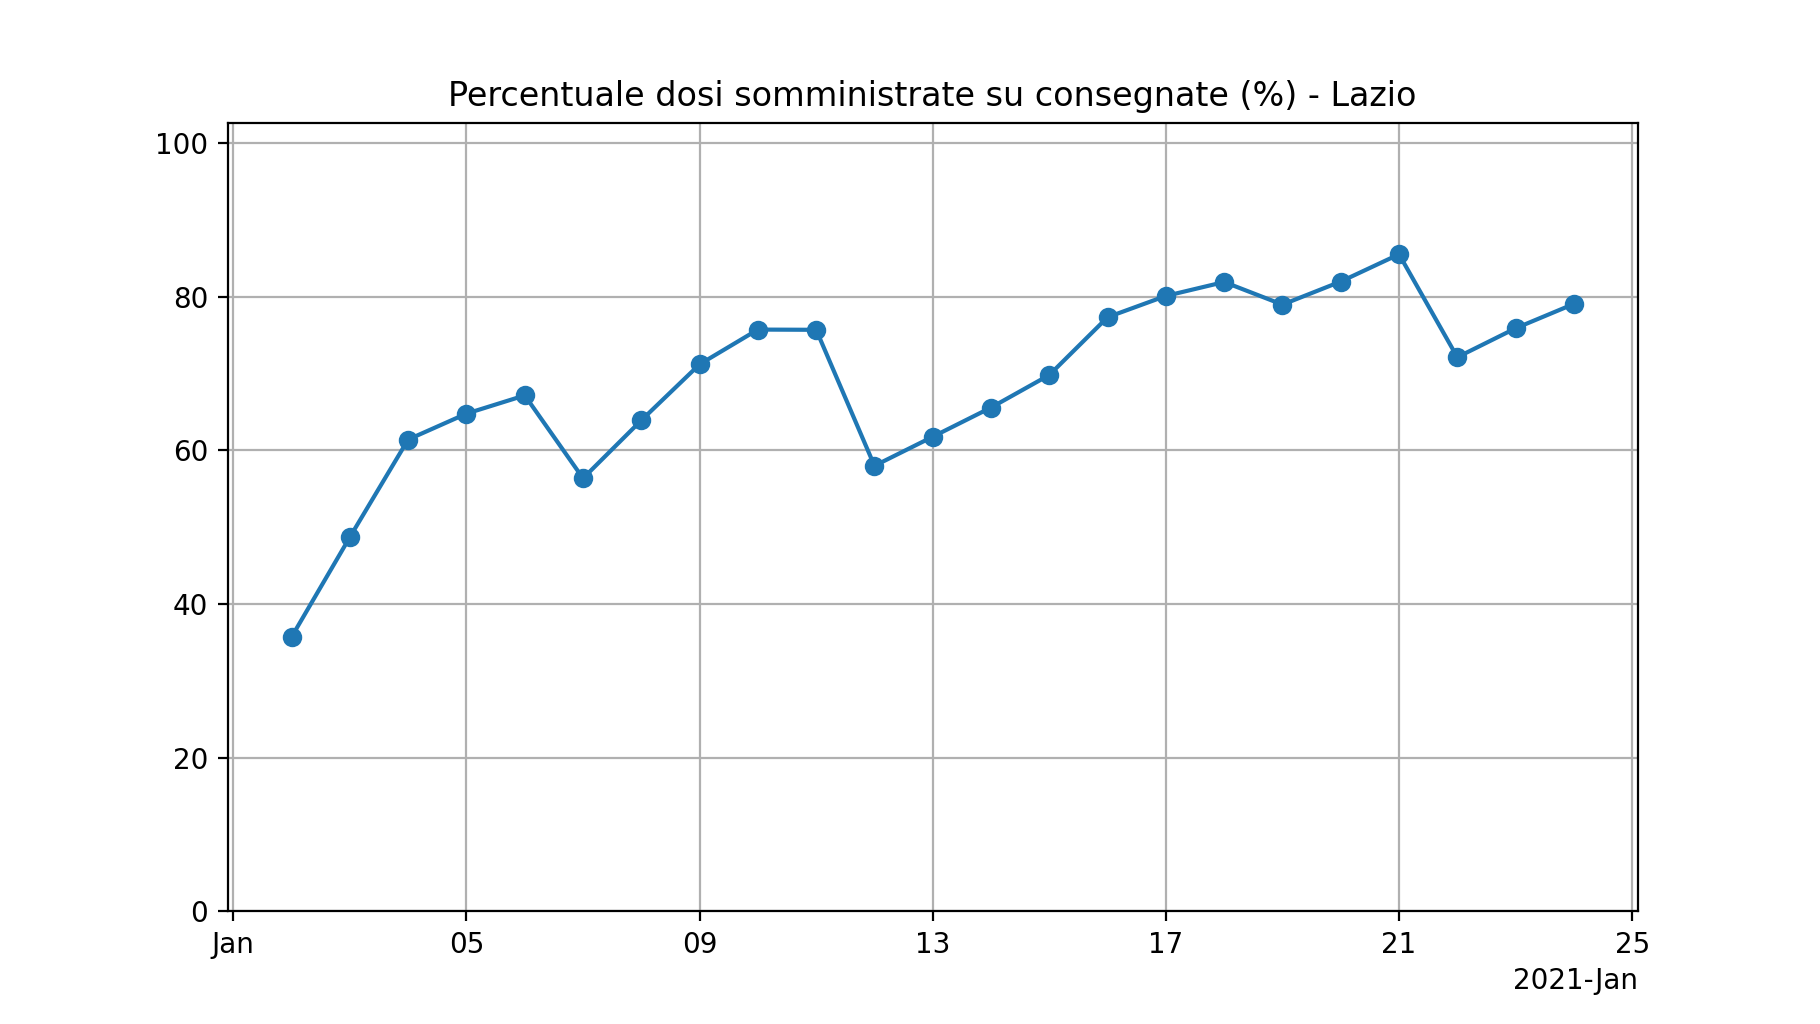 Percentuale dosi somministrate su consegnate (%) - Lazio
100
80
60
40
20
0
Jan 05 09 13 17 21 25
2021-Jan